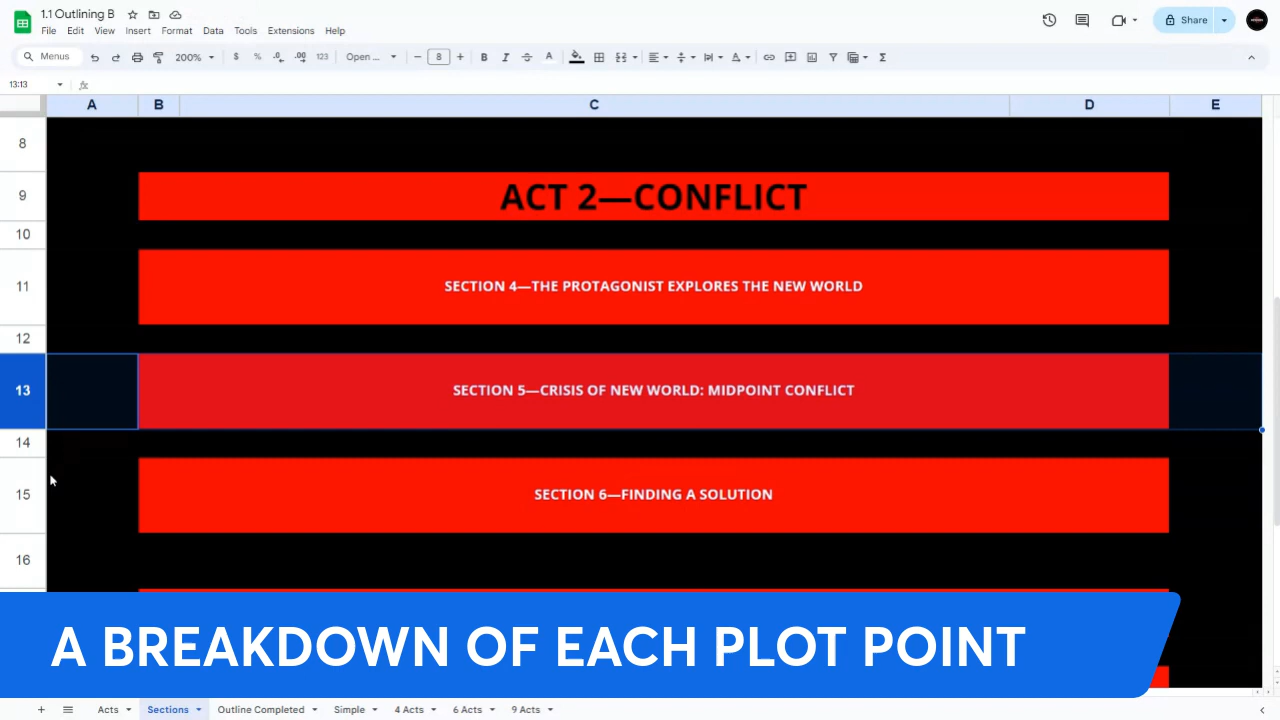 1.1 Outlining B
File Edit View Insert Format Data Tools Extensions Help
Share
Menus 200% $ % .0 .00 123 Open ... 8 B I A
13:13 fx
A B C D E
8
9 ACT 2—CONFLICT
10
11 SECTION 4—THE PROTAGONIST EXPLORES THE NEW WORLD
12
13 SECTION 5—CRISIS OF NEW WORLD: MIDPOINT CONFLICT
14
15 SECTION 6—FINDING A SOLUTION
16
A BREAKDOWN OF EACH PLOT POINT
Acts Sections Outline Completed Simple 4 Acts 6 Acts 9 Acts